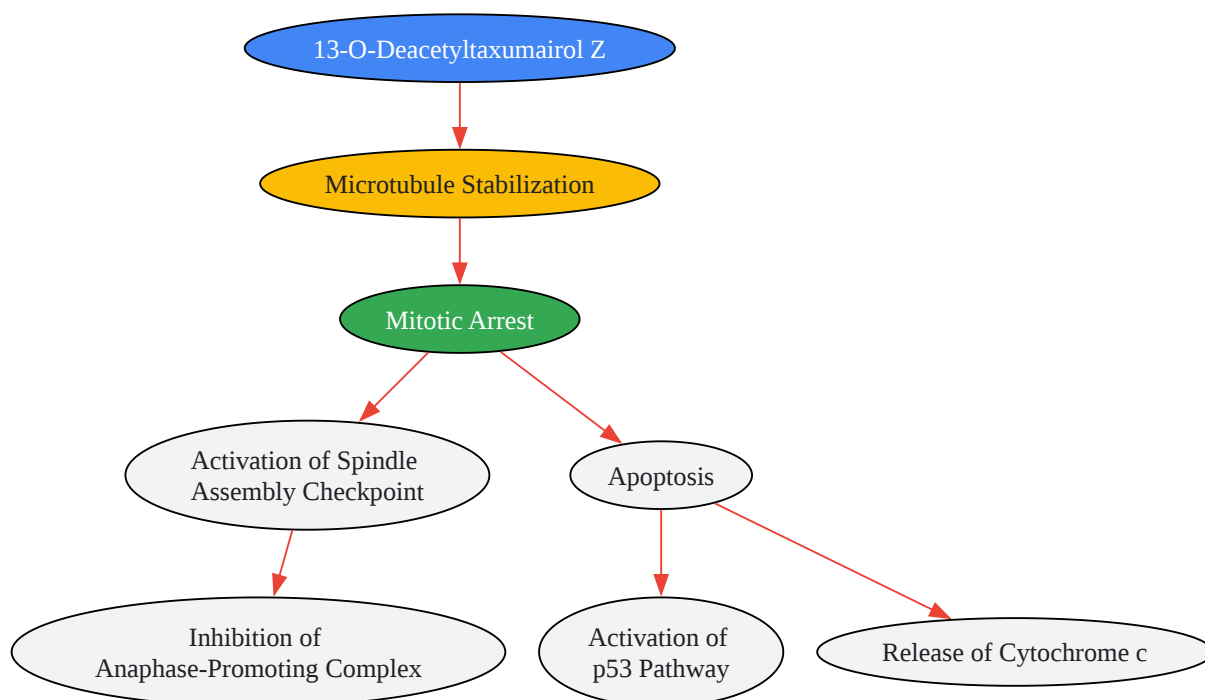 13-O-Deacetyltaxumairol Z
Microtubule Stabilization
Mitotic Arrest
Activation of Spindle
Assembly Checkpoint
Apoptosis
Inhibition of
Anaphase-Promoting Complex
Activation of
p53 Pathway
Release of Cytochrome c